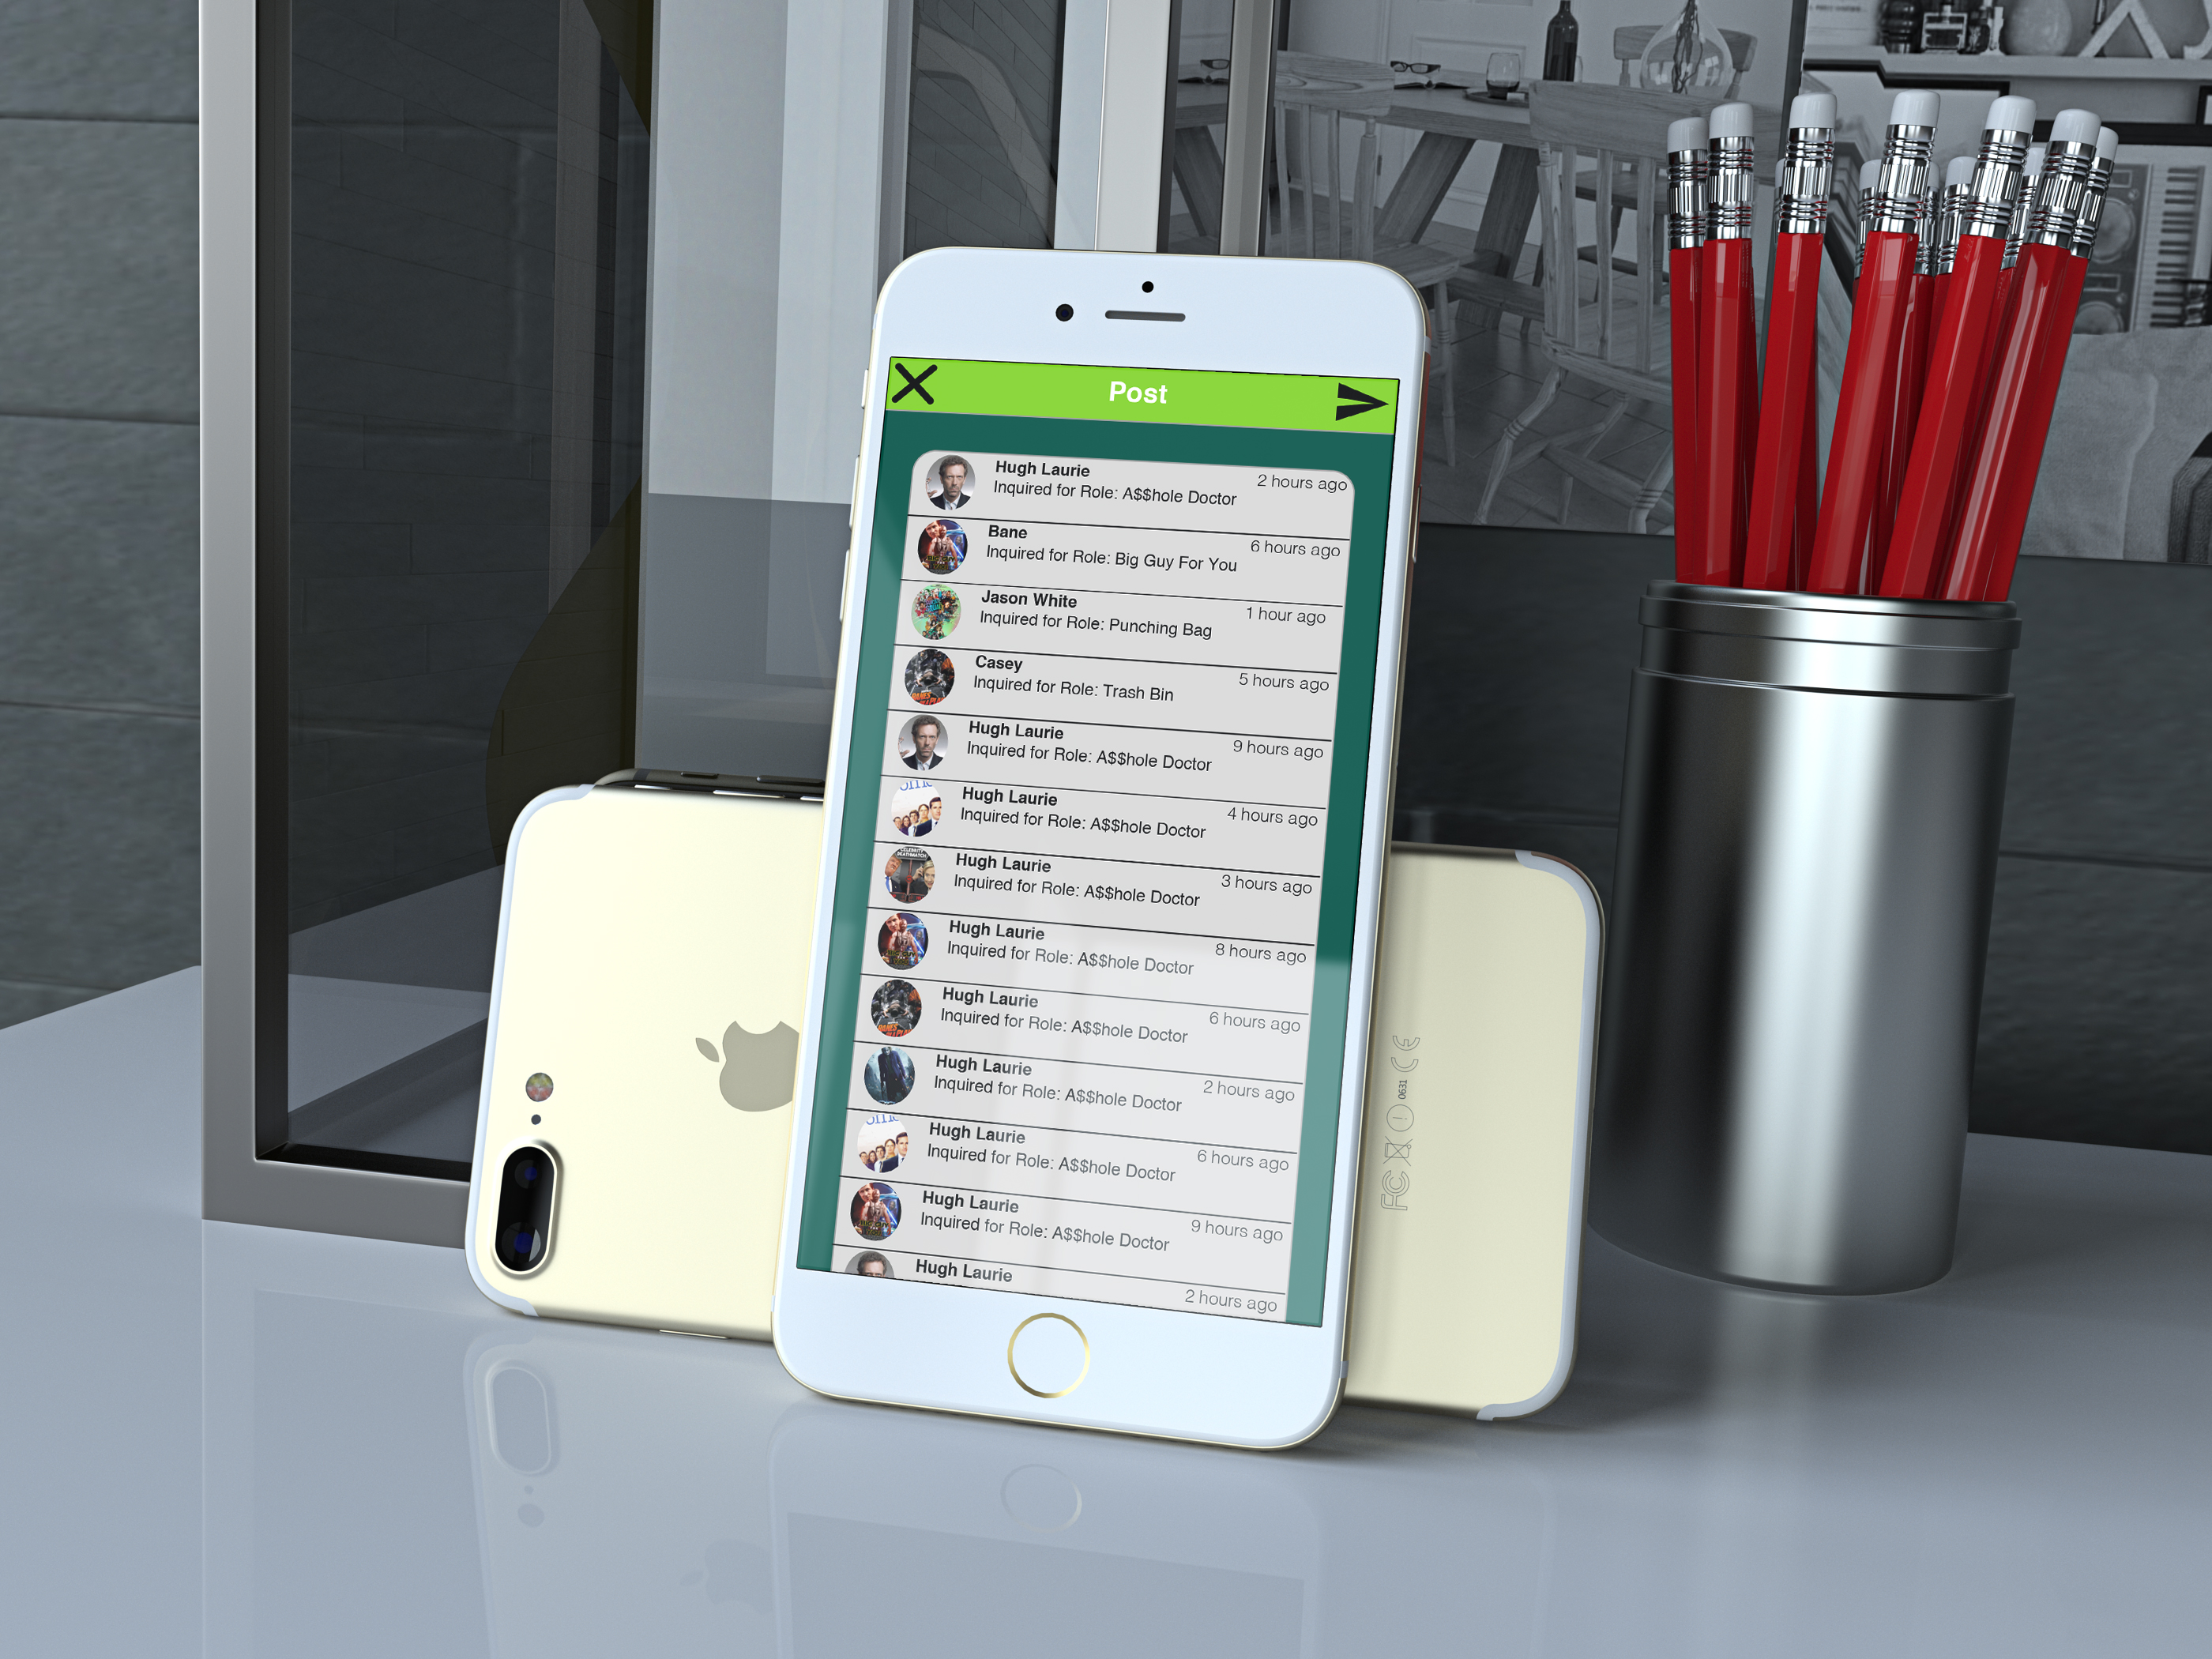 Post
Hugh Laurie
2 hours ago
Inquired for Role: A$$hole Doctor
Bane
6 hours ago
Inquired for Role: Big Guy For You
Jason White
1 hour ago
Inquired for Role: Punching Bag
Casey
5 hours ago
Inquired for Role: Trash Bin
Hugh Laurie
9 hours ago
Inquired for Role: A$$hole Doctor
Hugh Laurie
4 hours ago
Inquired for Role: A$$hole Doctor
Hugh Laurie
3 hours ago
Inquired for Role: A$$hole Doctor
Hugh Laurie
8 hours ago
Inquired for Role: A$$hole Doctor
Hugh Laurie
6 hours ago
Inquired for Role: A$$hole Doctor
Hugh Laurie
2 hours ago
Inquired for Role: A$$hole Doctor
Hugh Laurie
6 hours ago
Inquired for Role: A$$hole Doctor
Hugh Laurie
9 hours ago
Inquired for Role: A$$hole Doctor
Hugh Laurie
2 hours ago
FC 0631 CE